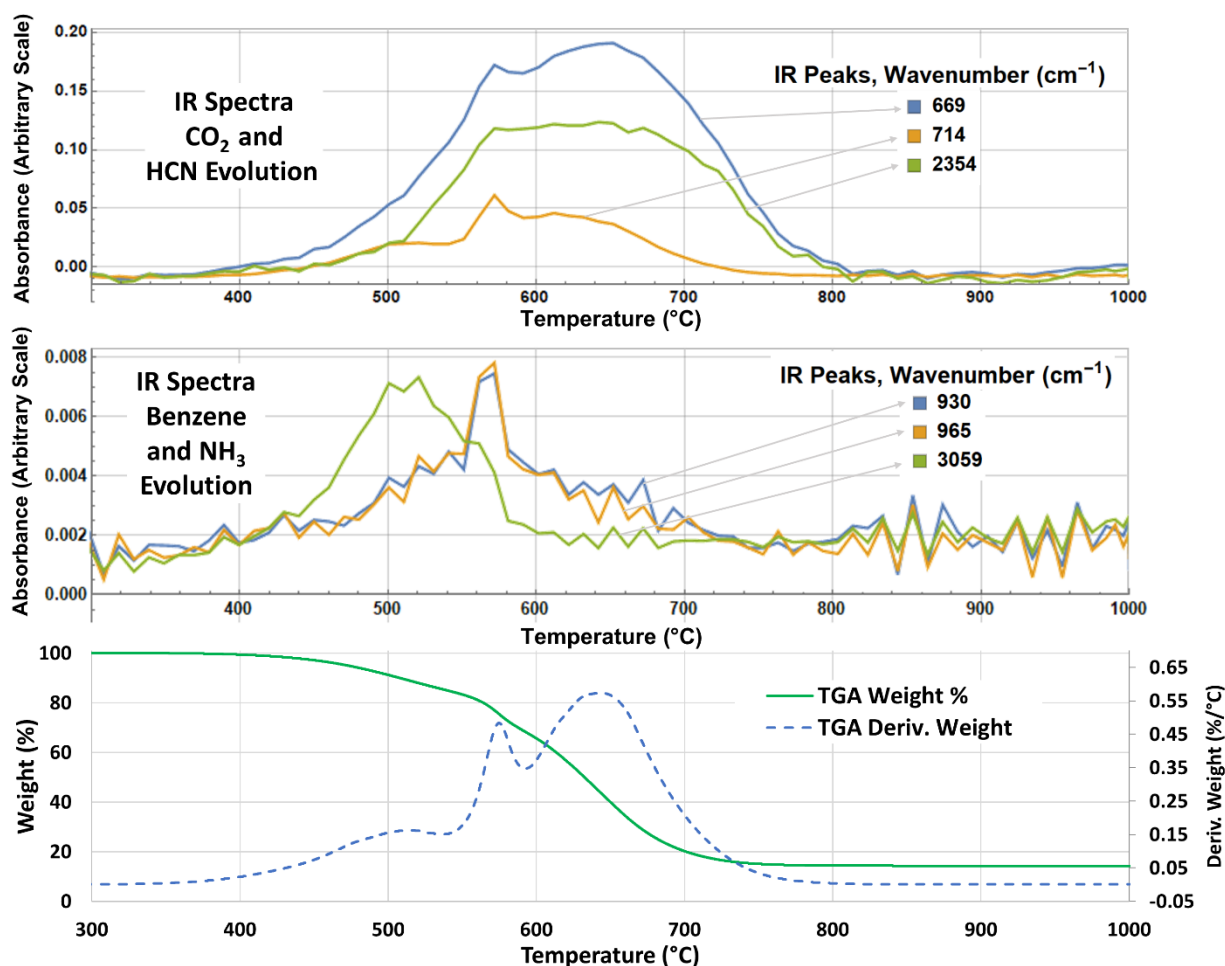 Absorbance (Arbitrary Scale)
0.20
0.15
0.10
0.05
0.00
IR Spectra
CO₂ and
HCN Evolution
IR Peaks, Wavenumber (cm⁻¹)
669
714
2354
400 500 600 700 800 900 1000
Temperature (°C)
Absorbance (Arbitrary Scale)
0.008
0.006
0.004
0.002
0.000
IR Spectra
Benzene
and NH₃
Evolution
IR Peaks, Wavenumber (cm⁻¹)
930
965
3059
400 500 600 700 800 900 1000
Temperature (°C)
Weight (%)
100
80
60
40
20
0
TGA Weight %
TGA Deriv. Weight
0.65
0.55
0.45
0.35
0.25
0.15
0.05
-0.05
Deriv. Weight (%/°C)
300 400 500 600 700 800 900 1000
Temperature (°C)